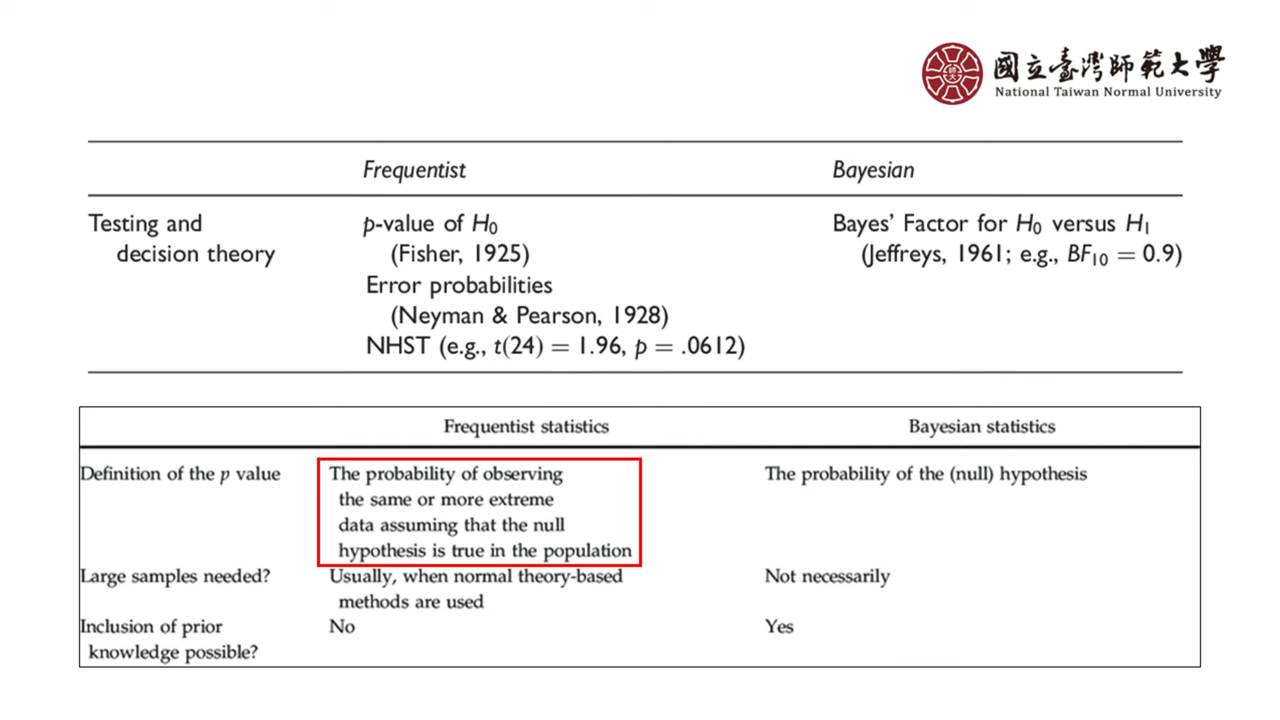 國立臺灣師範大學
National Taiwan Normal University
Frequentist Bayesian
Testing and p-value of H₀ Bayes’ Factor for H₀ versus H₁
decision theory (Fisher, 1925) (Jeffreys, 1961; e.g., BF₁₀ = 0.9)
Error probabilities
(Neyman & Pearson, 1928)
NHST (e.g., t(24) = 1.96, p = .0612)
Frequentist statistics Bayesian statistics
Definition of the p value The probability of observing The probability of the (null) hypothesis
the same or more extreme
data assuming that the null
hypothesis is true in the population
Large samples needed? Usually, when normal theory-based Not necessarily
methods are used
Inclusion of prior No Yes
knowledge possible?